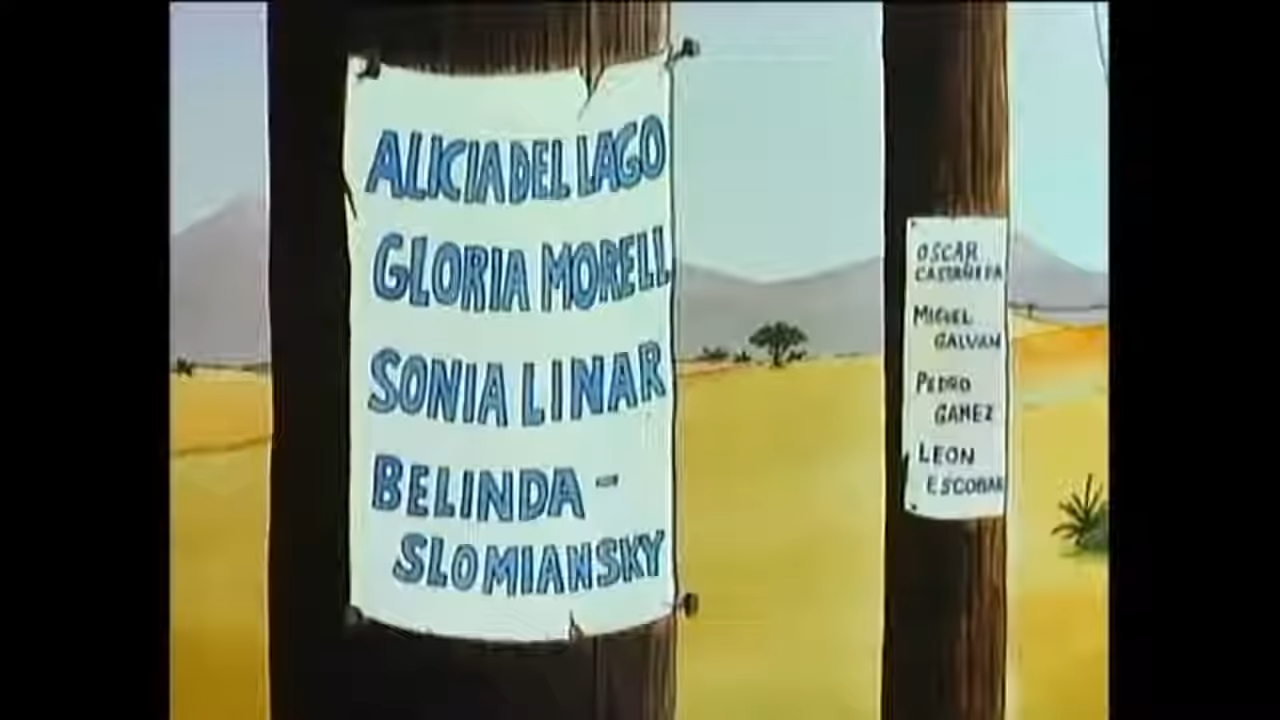 ALICIA DEL LAGO
GLORIA MORELL
SONIA LINAR
BELINDA -
SLOMIANSKY
OSCAR
CASTAÑEDA
MIGUEL
GALVAN
PEDRO
GAMEZ
LEON
ESCOBAR